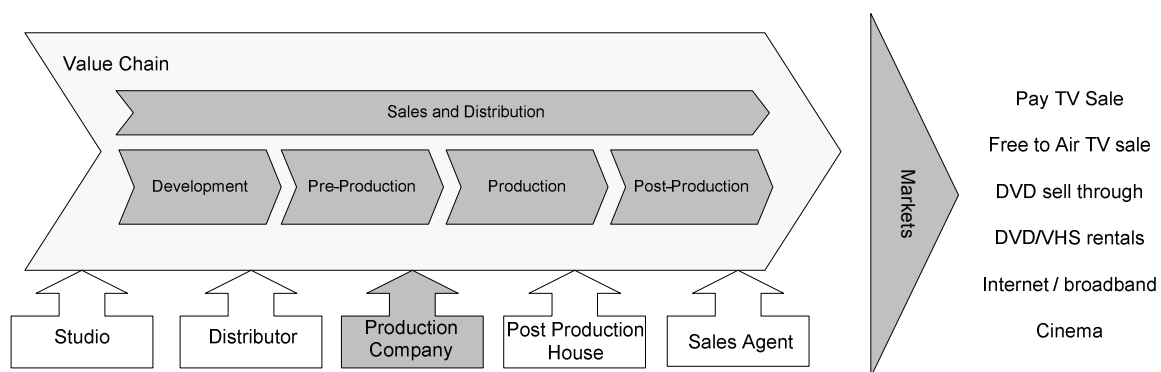 Value Chain
Sales and Distribution
Development
Pre-Production
Production
Post-Production
Studio
Distributor
Production
Company
Post Production
House
Sales Agent
Markets
Pay TV Sale
Free to Air TV sale
DVD sell through
DVD/VHS rentals
Internet / broadband
Cinema